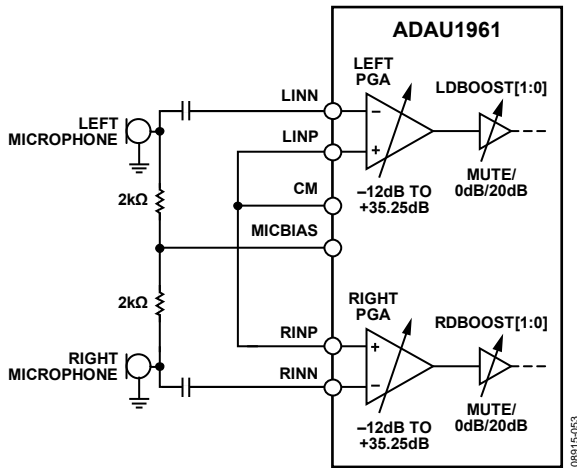 ADAU1961
LEFT
PGA
LDBOOST[1:0]
LINN
LEFT
MICROPHONE
LINP
–
+
CM
–12dB TO
+35.25dB
MUTE/
0dB/20dB
2kΩ
MICBIAS
2kΩ
RIGHT
PGA
RDBOOST[1:0]
RINP
+
–
RIGHT
MICROPHONE
RINN
–12dB TO
+35.25dB
MUTE/
0dB/20dB
08915-053